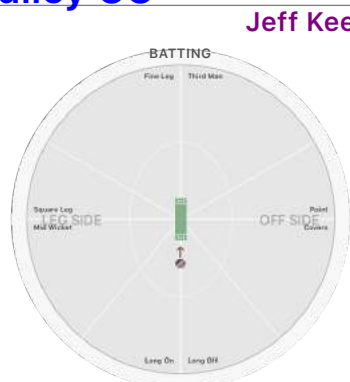 Jeff Kee
BATTING
Fine Leg Third Man
Square Leg Point
LEG SIDE OFF SIDE
Mid Wicket Covers
Long On Long Off